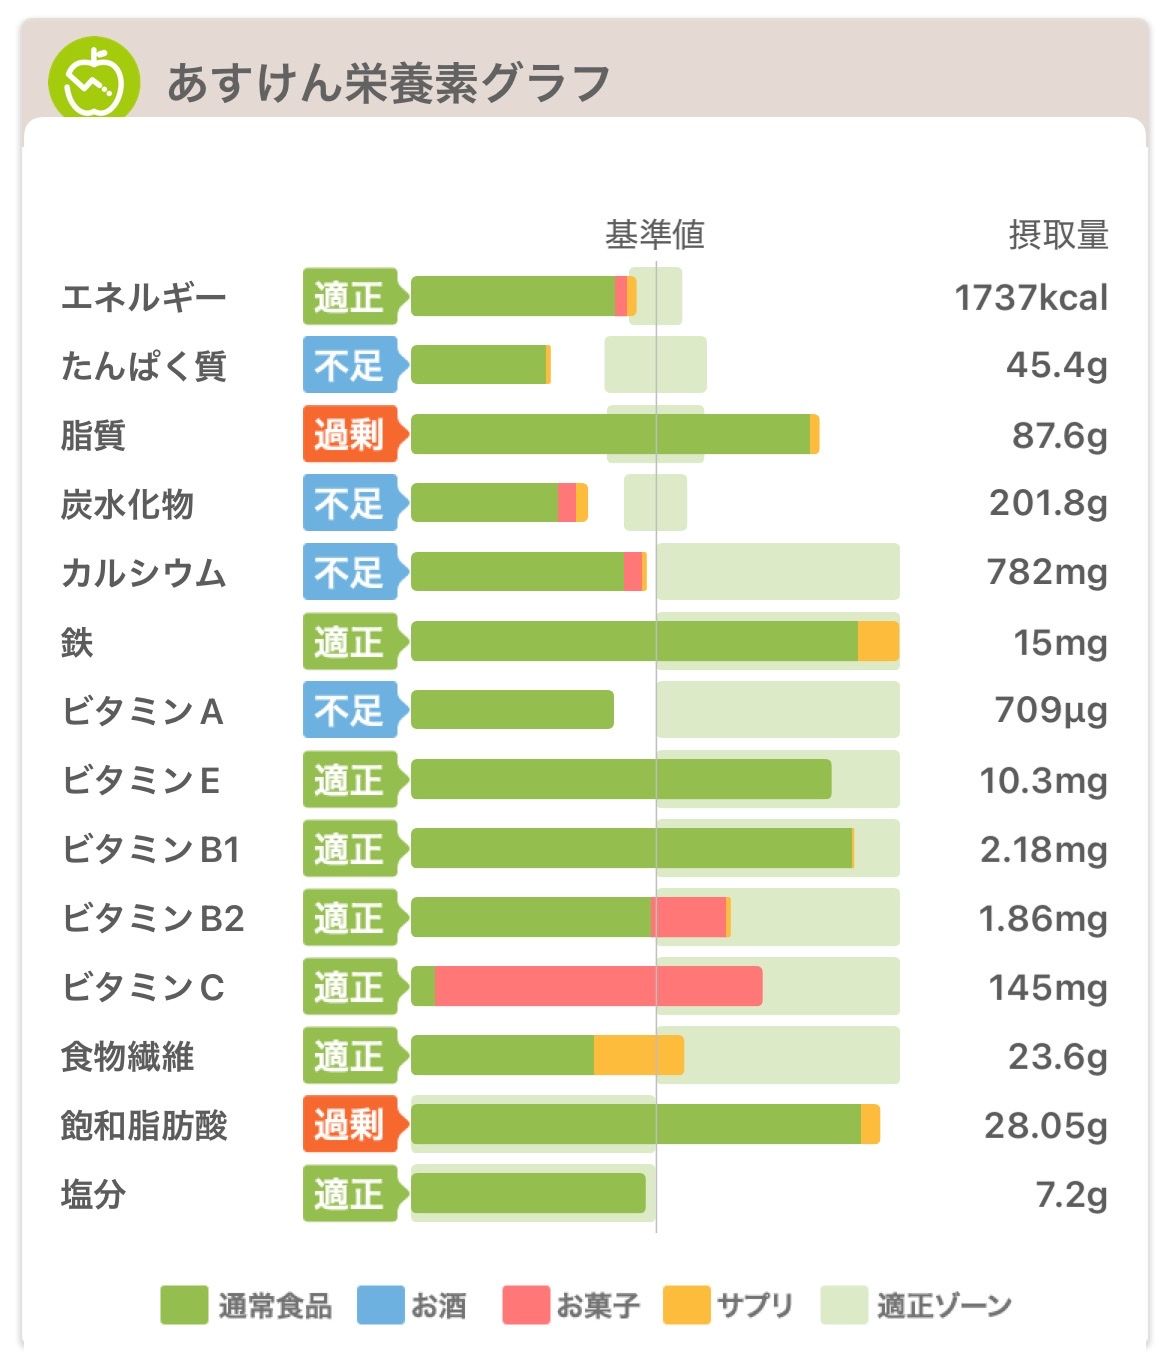 あすけん栄養素グラフ
基準値 摂取量
エネルギー 適正 1737kcal
たんぱく質 不足 45.4g
脂質 過剰 87.6g
炭水化物 不足 201.8g
カルシウム 不足 782mg
鉄 適正 15mg
ビタミンA 不足 709μg
ビタミンE 適正 10.3mg
ビタミンB1 適正 2.18mg
ビタミンB2 適正 1.86mg
ビタミンC 適正 145mg
食物繊維 適正 23.6g
飽和脂肪酸 過剰 28.05g
塩分 適正 7.2g
通常食品 お酒 お菓子 サプリ 適正ゾーン